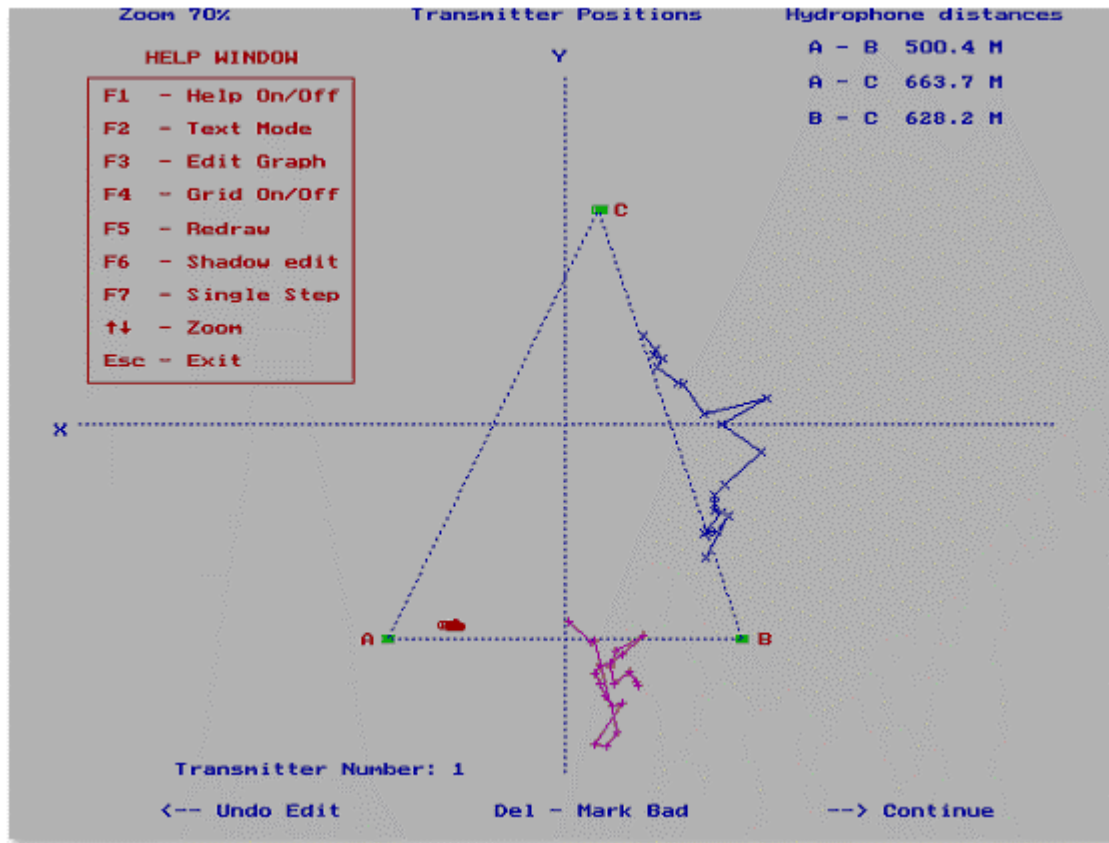 Zoom 70% Transmitter Positions Hydrophone distances
A - B 500.4 M
A - C 663.7 M
B - C 628.2 M
HELP WINDOW
F1 - Help On/Off
F2 - Text Mode
F3 - Edit Graph
F4 - Grid On/Off
F5 - Redraw
F6 - Shadow edit
F7 - Single Step
↑↓ - Zoom
Esc - Exit
Y
C
X
A
B
Transmitter Number: 1
<-- Undo Edit Del - Mark Bad --> Continue